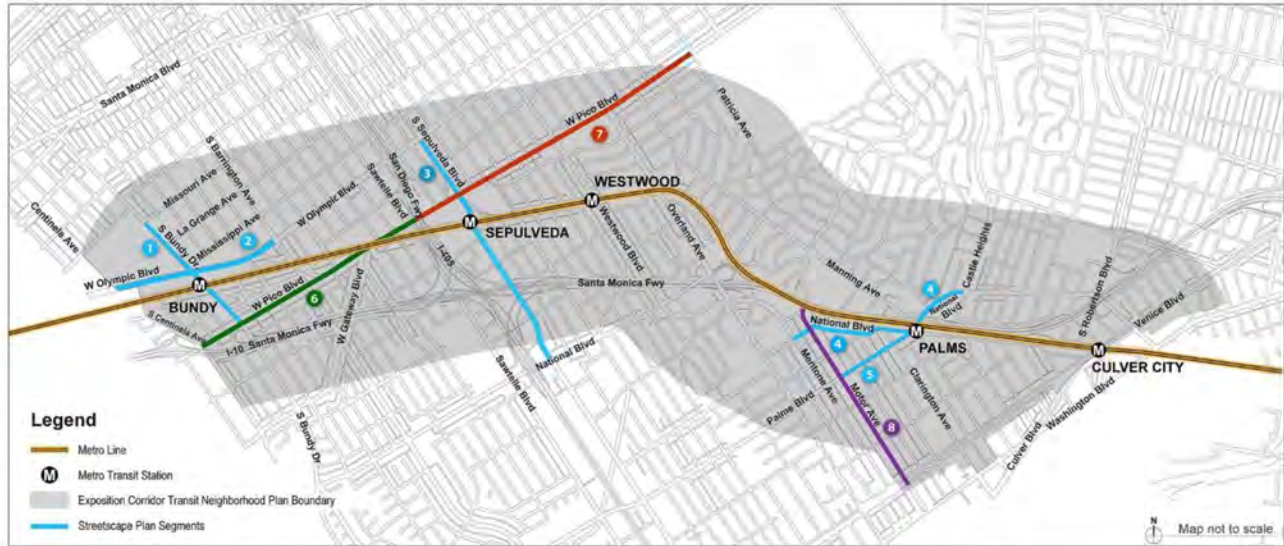 Santa Monica Blvd
W Pico Blvd
Patricia Ave
7
S Sepulveda Blvd
3
San Diego Fwy
Sawtelle Blvd
S Barrington Ave
Missouri Ave
La Grange Ave
Mississippi Ave
W Olympic Blvd.
Centinela Ave
1
S Bundy Dr.
2
W Olympic Blvd
M
BUNDY
WESTWOOD
M
M
SEPULVEDA
Westwood Blvd
Overland Ave
I-405
Santa Monica Fwy
W Pico Blvd
6
W Gateway Blvd
S Centinela Ave
I-10 Santa Monica Fwy
Manning Ave
Castle Heights
4
National
Blvd
National Blvd
4
M
PALMS
S Robertson Blvd
Venice Blvd
M
CULVER CITY
Washington Blvd
Culver Blvd
5
Mentone Ave
Motor Ave
Clarington Ave
Palms Blvd
8
National Blvd
Sawtelle Blvd
S Bundy Dr
Legend
Metro Line
M Metro Transit Station
Exposition Corridor Transit Neighborhood Plan Boundary
Streetscape Plan Segments
N
Map not to scale